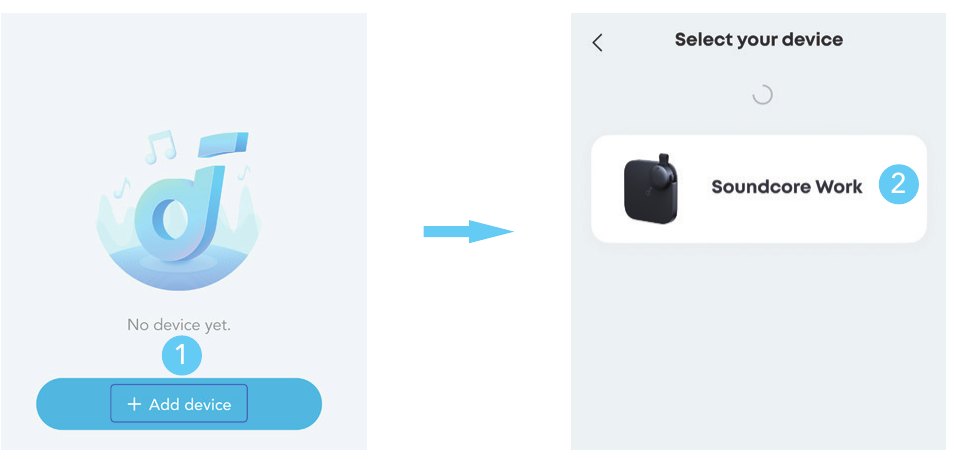 No device yet.
1
+ Add device
Select your device
Soundcore Work
2